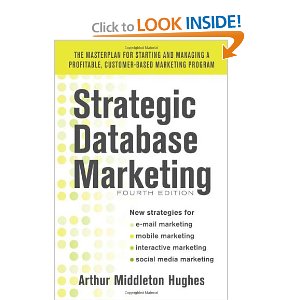 Click to LOOK INSIDE!
THE MASTERPLAN FOR STARTING AND MANAGING A
PROFITABLE, CUSTOMER-BASED MARKETING PROGRAM
Strategic
Database
Marketing
FOURTH EDITION
New strategies for
e-mail marketing
mobile marketing
interactive marketing
social media marketing
Arthur Middleton Hughes